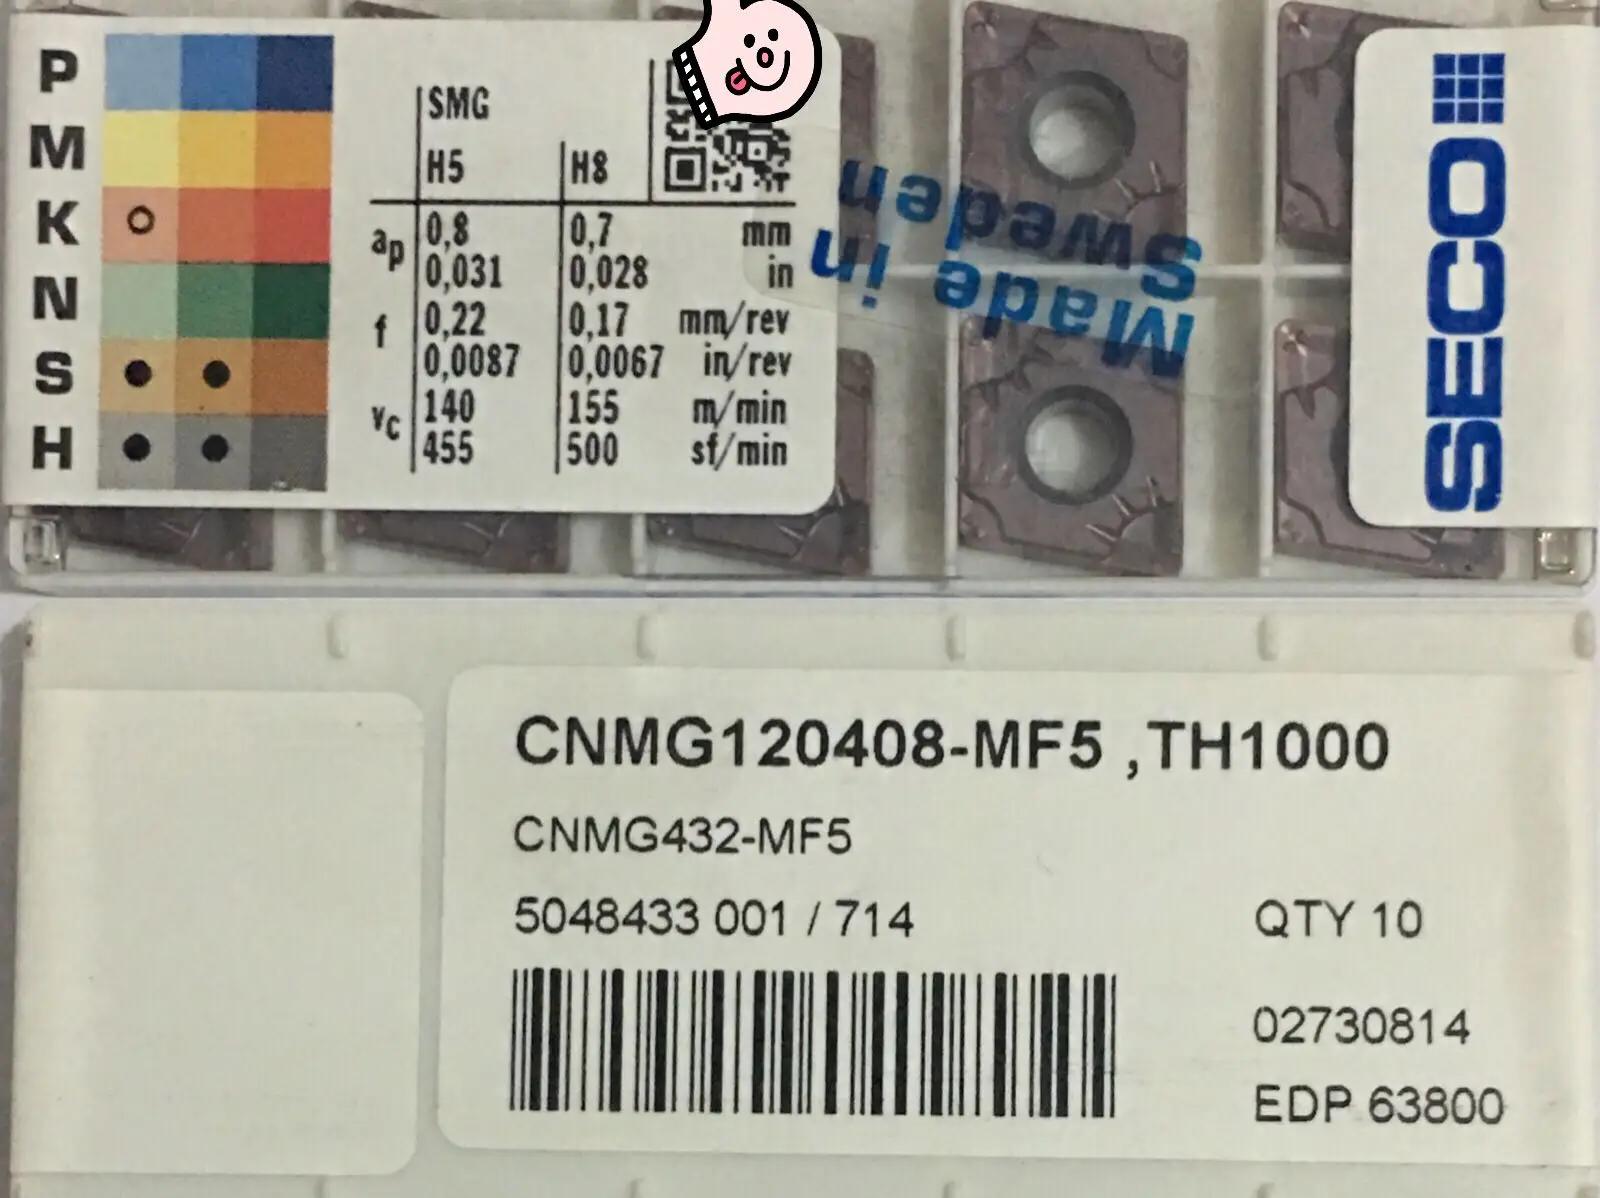 P
M
K
N
S
H
SMG
H5 H8
ap 0,8 0,7 mm
0,031 0,028 in
f 0,22 0,17 mm/rev
0,0087 0,0067 in/rev
vc 140 155 m/min
455 500 sf/min
Made in
Sweden
SECO
CNMG120408-MF5 ,TH1000
CNMG432-MF5
5048433 001 / 714 QTY 10
02730814
EDP 63800